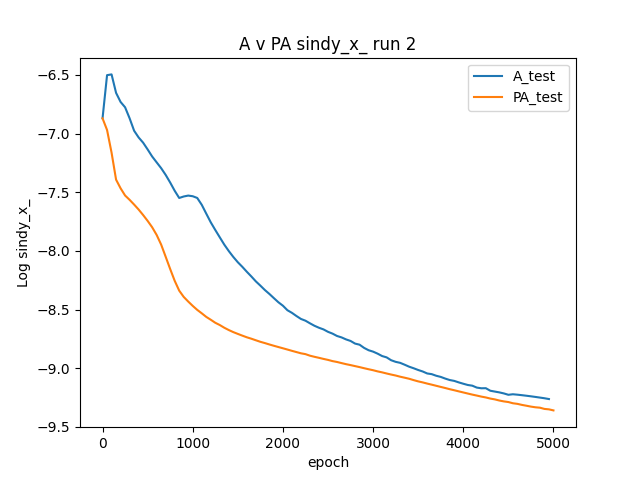 A v PA sindy_x_ run 2
A_test
PA_test
Log sindy_x_
−6.5
−7.0
−7.5
−8.0
−8.5
−9.0
−9.5
0 1000 2000 3000 4000 5000
epoch